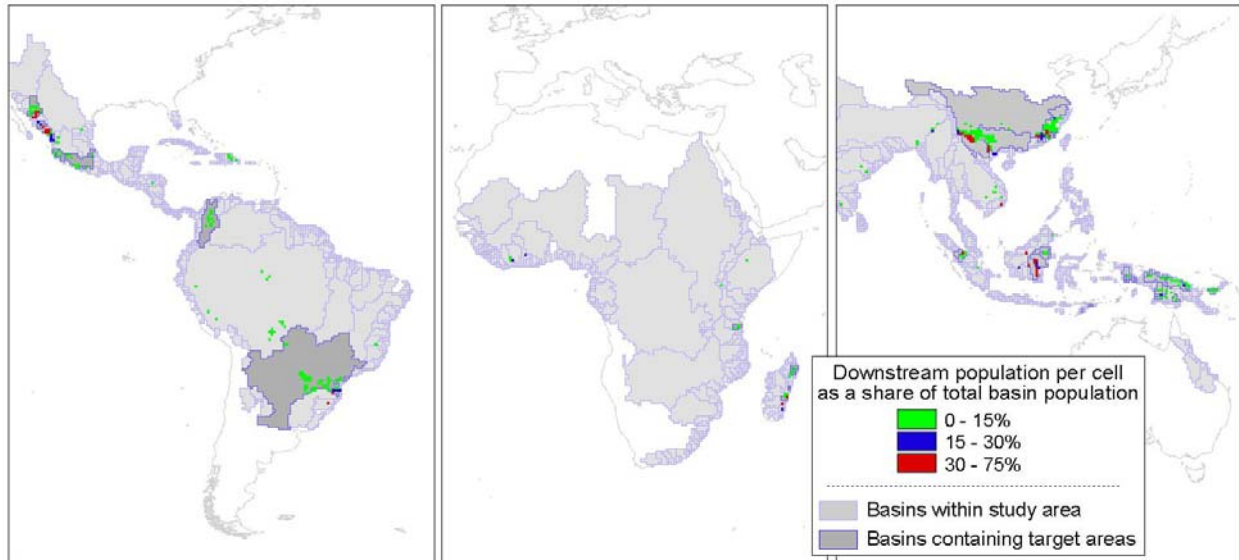 Downstream population per cell
as a share of total basin population
0 - 15%
15 - 30%
30 - 75%
Basins within study area
Basins containing target areas